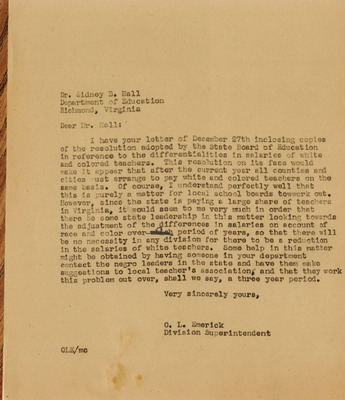 Dr. Sidney B. Hall
Department of Education
Richmond, Virginia
Dear Dr. Hall:
I have your letter of December 27th inclosing copies
of the resolution adopted by the State Board of Education
in reference to the differentialities in salaries of white
and colored teachers. This resolution on its face would
make it appear that after the current year all counties and
cities must arrange to pay white and colored teachers on the
same basis. Of course, I understand perfectly well that
this is purely a matter for local school boards towork out.
However, since the state is paying a large share of teachers
in Virginia, it would seem to me very much in order that
there be some state leadership in this matter looking towards
the adjustment of the differences in salaries on account of
race and color over period of years, so that there will
be no necessity in any division for there to be a reduction
in the salaries of white teachers. Some help in this matter
might be obtained by having someone in your department
contact the negro leaders in the state and have them make
suggestions to local teacher's association, and that they work
this problem out over, shall we say, a three year period.
Very sincerely yours,
C. L. Emerick
Division Superintendent
CLE/mc